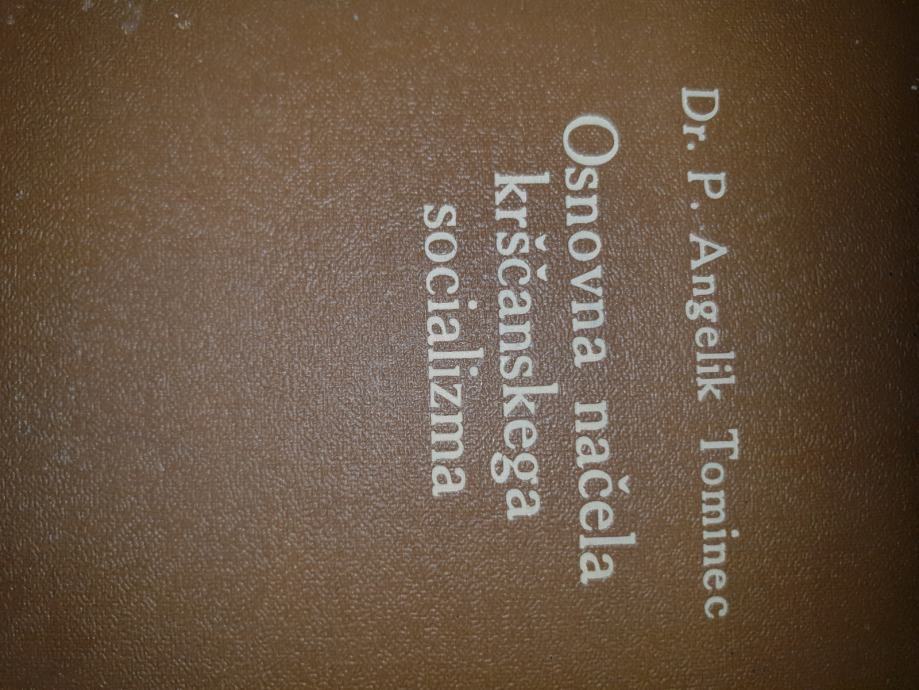 Dr. P. Angelik Tominec
Osnovna načela
krščanskega
socializma